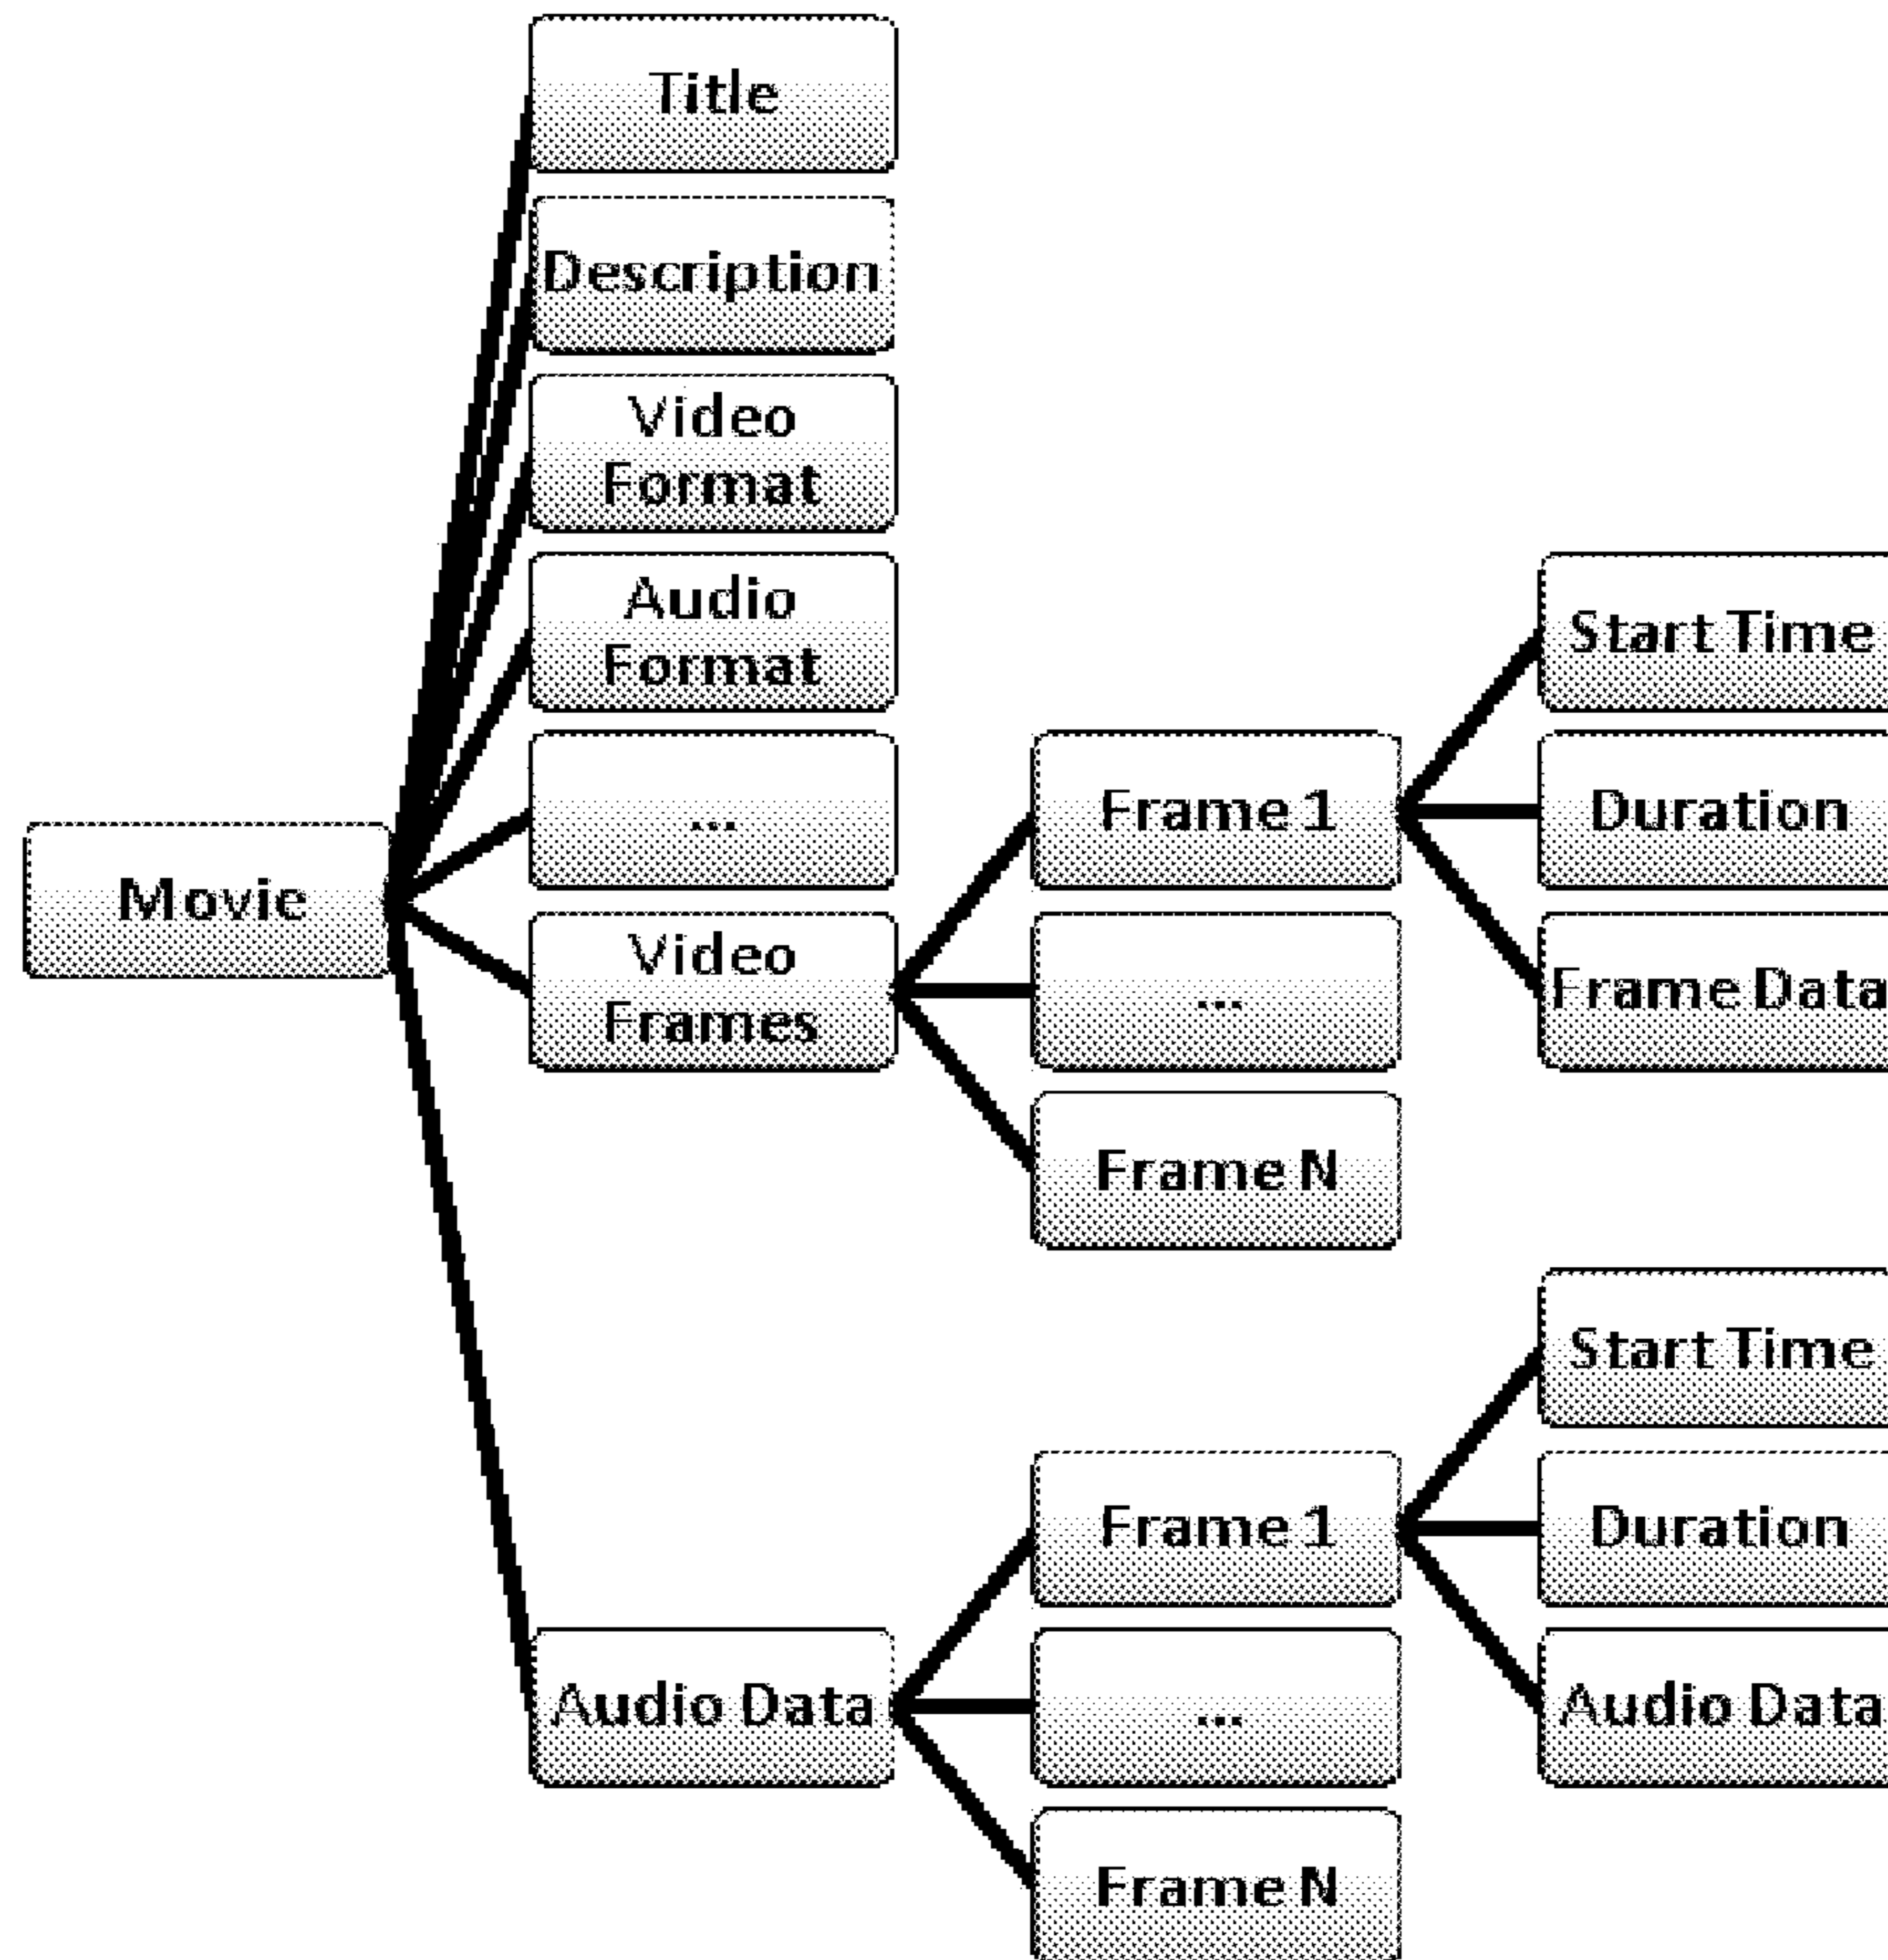 Title
Description
Video
Format
Audio
Format
...
Movie
Video
Frames
Frame 1
...
Frame N
Start Time
Duration
Frame Data
Audio Data
Frame 1
...
Frame N
Start Time
Duration
Audio Data